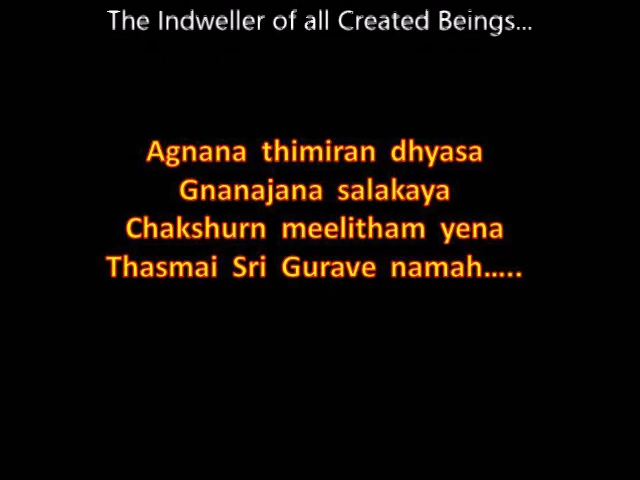 The Indweller of all Created Beings...
Agnana thimiran dhyasa
Gnanajana salakaya
Chakshurn meelitham yena
Thasmai Sri Gurave namah…..